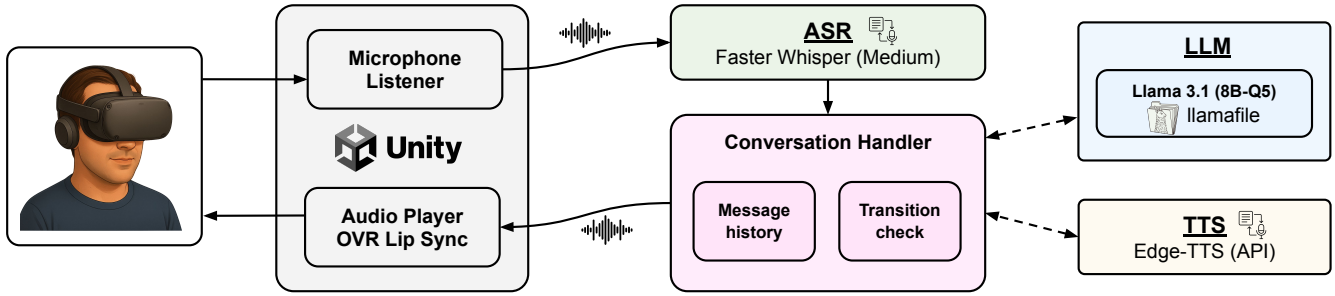 Microphone
Listener
Unity
Audio Player
OVR Lip Sync
ASR
Faster Whisper (Medium)
Conversation Handler
Message
history
Transition
check
LLM
Llama 3.1 (8B-Q5)
llamafile
TTS
Edge-TTS (API)